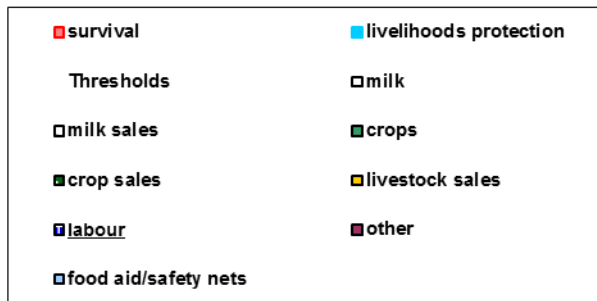 survival livelihoods protection
Thresholds milk
milk sales crops
crop sales livestock sales
labour other
food aid/safety nets